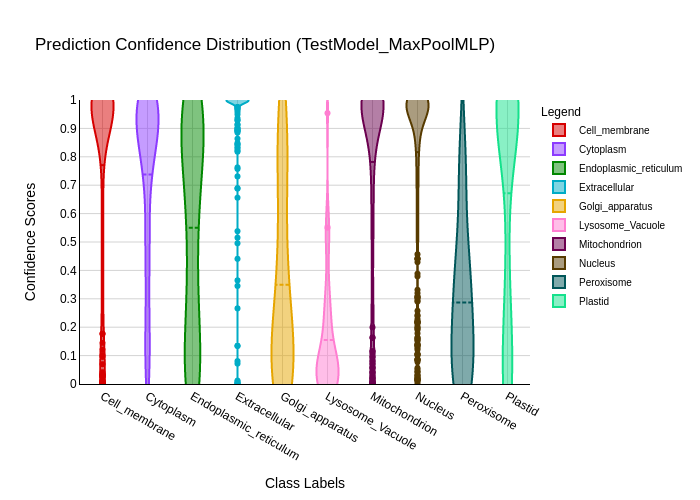 Prediction Confidence Distribution (TestModel_MaxPoolMLP)
Confidence Scores
1
0.9
0.8
0.7
0.6
0.5
0.4
0.3
0.2
0.1
0
Cell_membrane
Cytoplasm
Endoplasmic_reticulum
Extracellular
Golgi_apparatus
Lysosome_Vacuole
Mitochondrion
Nucleus
Peroxisome
Plastid
Class Labels
Legend
Cell_membrane
Cytoplasm
Endoplasmic_reticulum
Extracellular
Golgi_apparatus
Lysosome_Vacuole
Mitochondrion
Nucleus
Peroxisome
Plastid